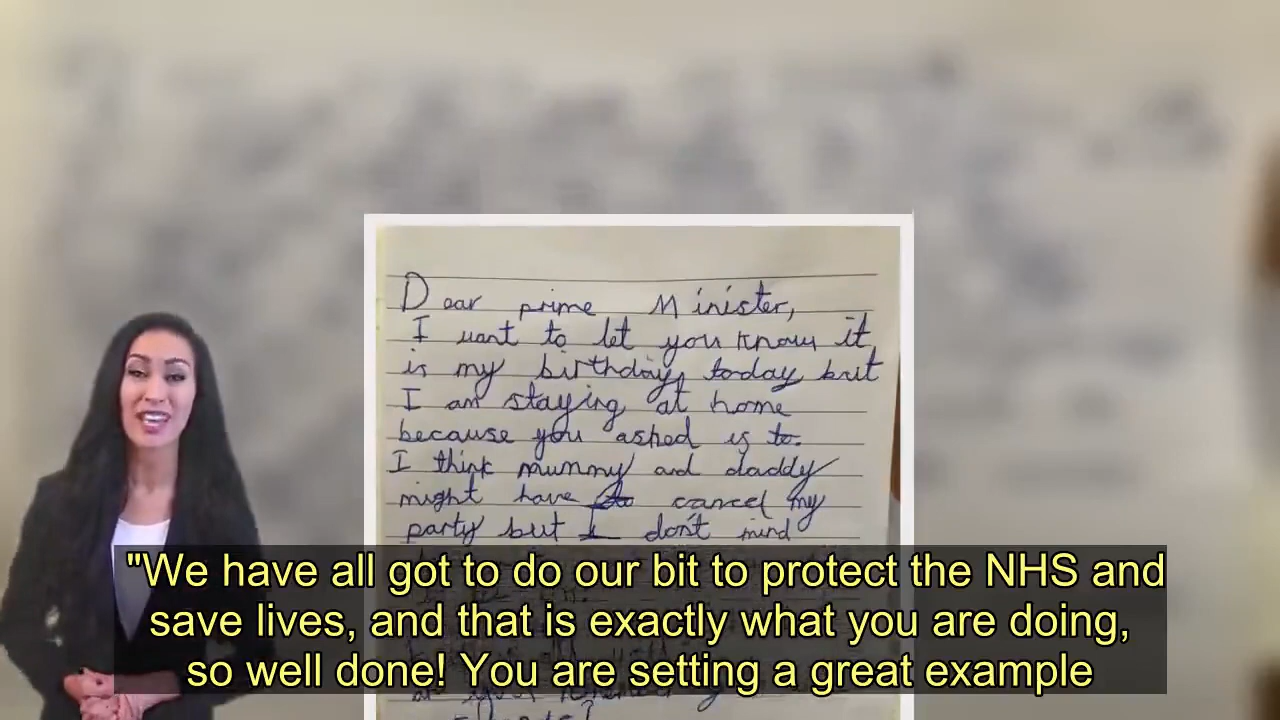 Dear prime Minister,
I want to let you know it
is my birthday today but
I am staying at home
because you asked is to.
I think mummy and daddy
might have to cancel my
party but I don't mind
"We have all got to do our bit to protect the NHS and
save lives, and that is exactly what you are doing,
so well done! You are setting a great example